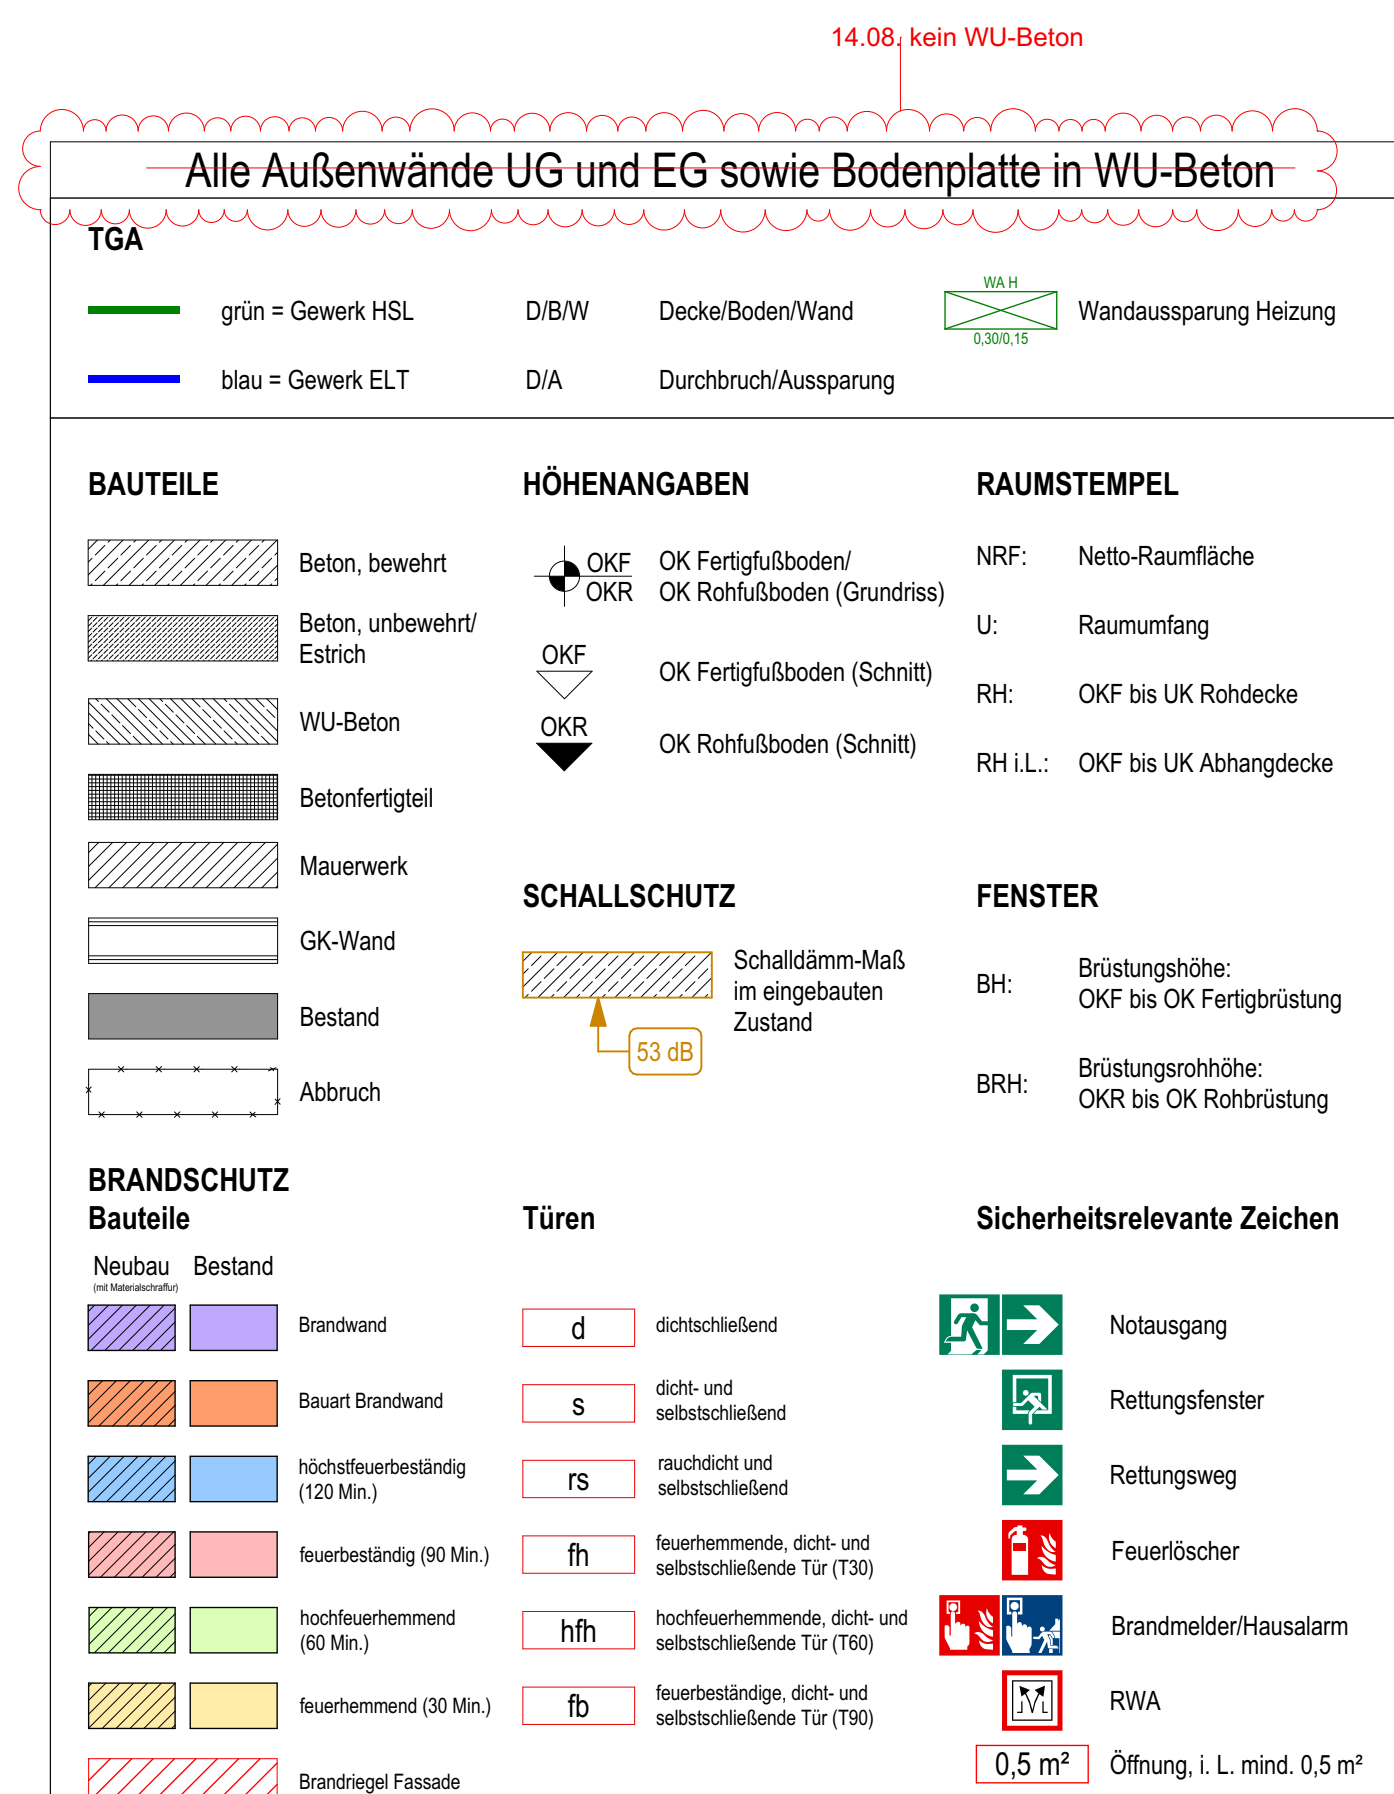 14.08. kein WU-Beton
Alle Außenwände UG und EG sowie Bodenplatte in WU-Beton
TGA
grün = Gewerk HSL
D/B/W
Decke/Boden/Wand
WA H
0,30/0,15
Wandaussparung Heizung
blau = Gewerk ELT
D/A
Durchbruch/Aussparung
BAUTEILE
Beton, bewehrt
Beton, unbewehrt/
Estrich
WU-Beton
Betonfertigteil
Mauerwerk
GK-Wand
Bestand
Abbruch
HÖHENANGABEN
OKF
OKR
OK Fertigfußboden/
OK Rohfußboden (Grundriss)
OKF
OK Fertigfußboden (Schnitt)
OKR
OK Rohfußboden (Schnitt)
RAUMSTEMPEL
NRF:
Netto-Raumfläche
U:
Raumumfang
RH:
OKF bis UK Rohdecke
RH i.L.:
OKF bis UK Abhangdecke
SCHALLSCHUTZ
Schalldämm-Maß
im eingebauten
Zustand
53 dB
FENSTER
BH:
Brüstungshöhe:
OKF bis OK Fertigbrüstung
BRH:
Brüstungsrohhöhe:
OKR bis OK Rohbrüstung
BRANDSCHUTZ
Bauteile
Neubau
(mit Materialschraffur)
Bestand
Brandwand
Bauart Brandwand
höchstfeuerbeständig
(120 Min.)
feuerbeständig (90 Min.)
hochfeuerhemmend
(60 Min.)
feuerhemmend (30 Min.)
Brandriegel Fassade
Türen
d
dichtschließend
s
dicht- und
selbstschließend
rs
rauchdicht und
selbstschließend
fh
feuerhemmende, dicht- und
selbstschließende Tür (T30)
hfh
hochfeuerhemmende, dicht- und
selbstschließende Tür (T60)
fb
feuerbeständige, dicht- und
selbstschließende Tür (T90)
Sicherheitsrelevante Zeichen
Notausgang
Rettungsfenster
Rettungsweg
Feuerlöscher
Brandmelder/Hausalarm
RWA
0,5 m²
Öffnung, i. L. mind. 0,5 m²